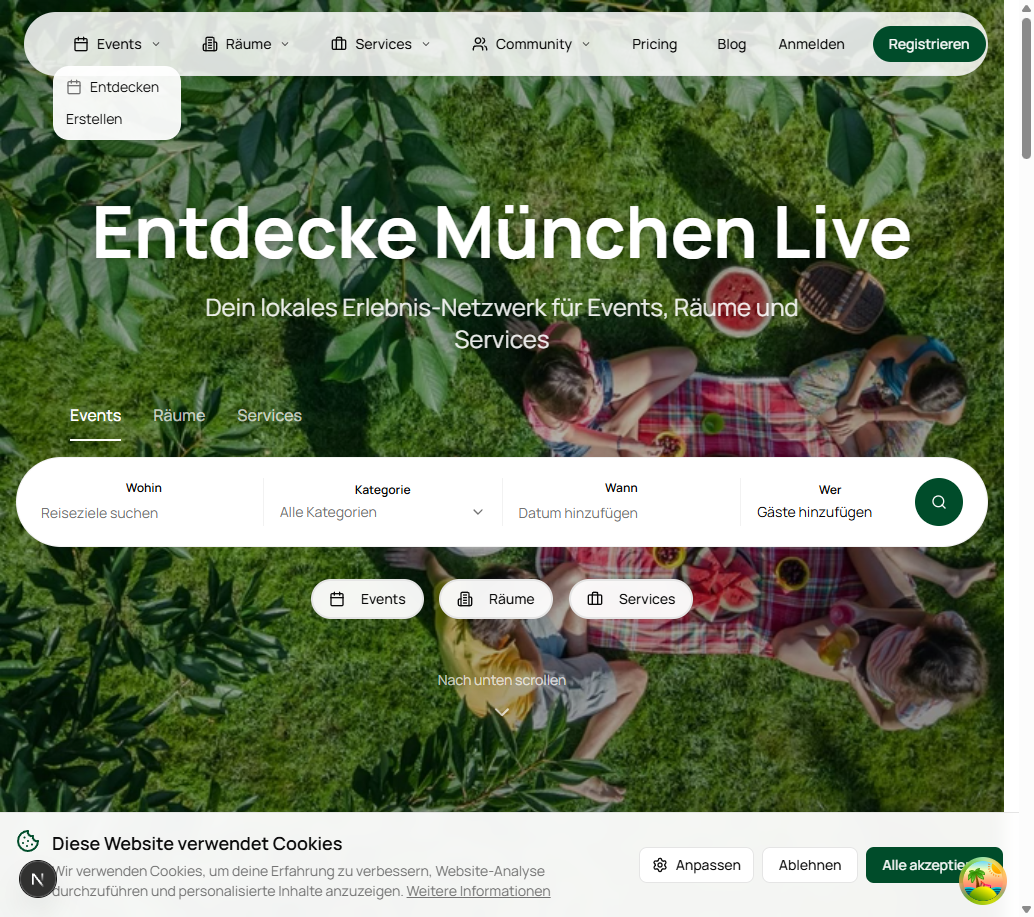 Events Räume Services Community Pricing Blog Anmelden Registrieren
Entdecken
Erstellen
Entdecke München Live
Dein lokales Erlebnis-Netzwerk für Events, Räume und
Services
Events Räume Services
Wohin Kategorie Wann Wer
Reiseziele suchen Alle Kategorien Datum hinzufügen Gäste hinzufügen
Events Räume Services
Nach unten scrollen
Diese Website verwendet Cookies
Wir verwenden Cookies, um deine Erfahrung zu verbessern, Website-Analyse
durchzuführen und personalisierte Inhalte anzuzeigen. Weitere Informationen
N
Anpassen Ablehnen Alle